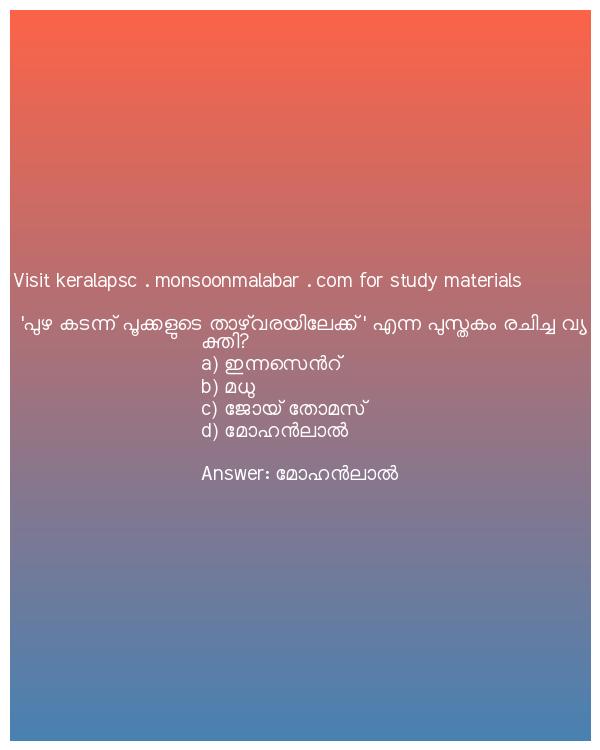 Visit keralapsc . monsoonmalabar . com for study materials
'പുഴ കടന്ന് പൂക്കളുടെ താഴ്‌വരയിലേക്ക് ' എന്ന പുസ്തകം രചിച്ച വ്യ
ക്തി?
a) ഇന്നസെൻറ്
b) മധു
c) ജോയ് തോമസ്
d) മോഹൻലാൽ
Answer: മോഹൻലാൽ